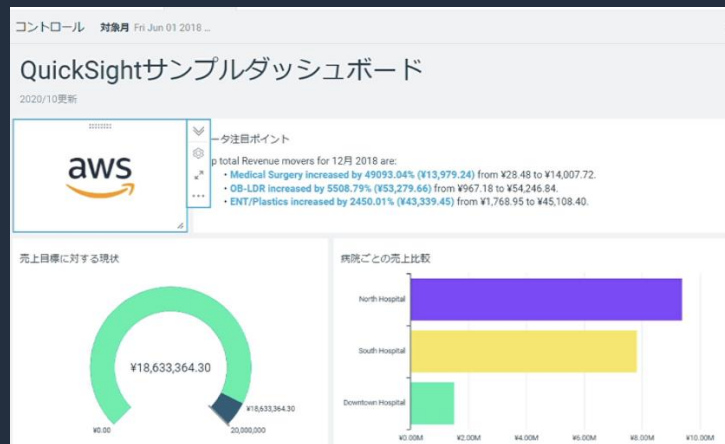 コントロール 対象月 Fri Jun 01 2018 ...
QuickSightサンプルダッシュボード
2020/10更新
aws
ータ注目ポイント
p total Revenue movers for 12月 2018 are:
• Medical Surgery increased by 49093.04% (¥13,979.24) from ¥28.48 to ¥14,007.72.
• OB-LDR increased by 5508.79% (¥53,279.66) from ¥967.18 to ¥54,246.84.
• ENT/Plastics increased by 2450.01% (¥43,339.45) from ¥1,768.95 to ¥45,108.40.
売上目標に対する現状
¥18,633,364.30
¥18,633,364.30
¥0.00
20,000,000
病院ごとの売上比較
North Hospital
South Hospital
Downtown Hospital
¥0.00M ¥2.00M ¥4.00M ¥6.00M ¥8.00M ¥10.00M